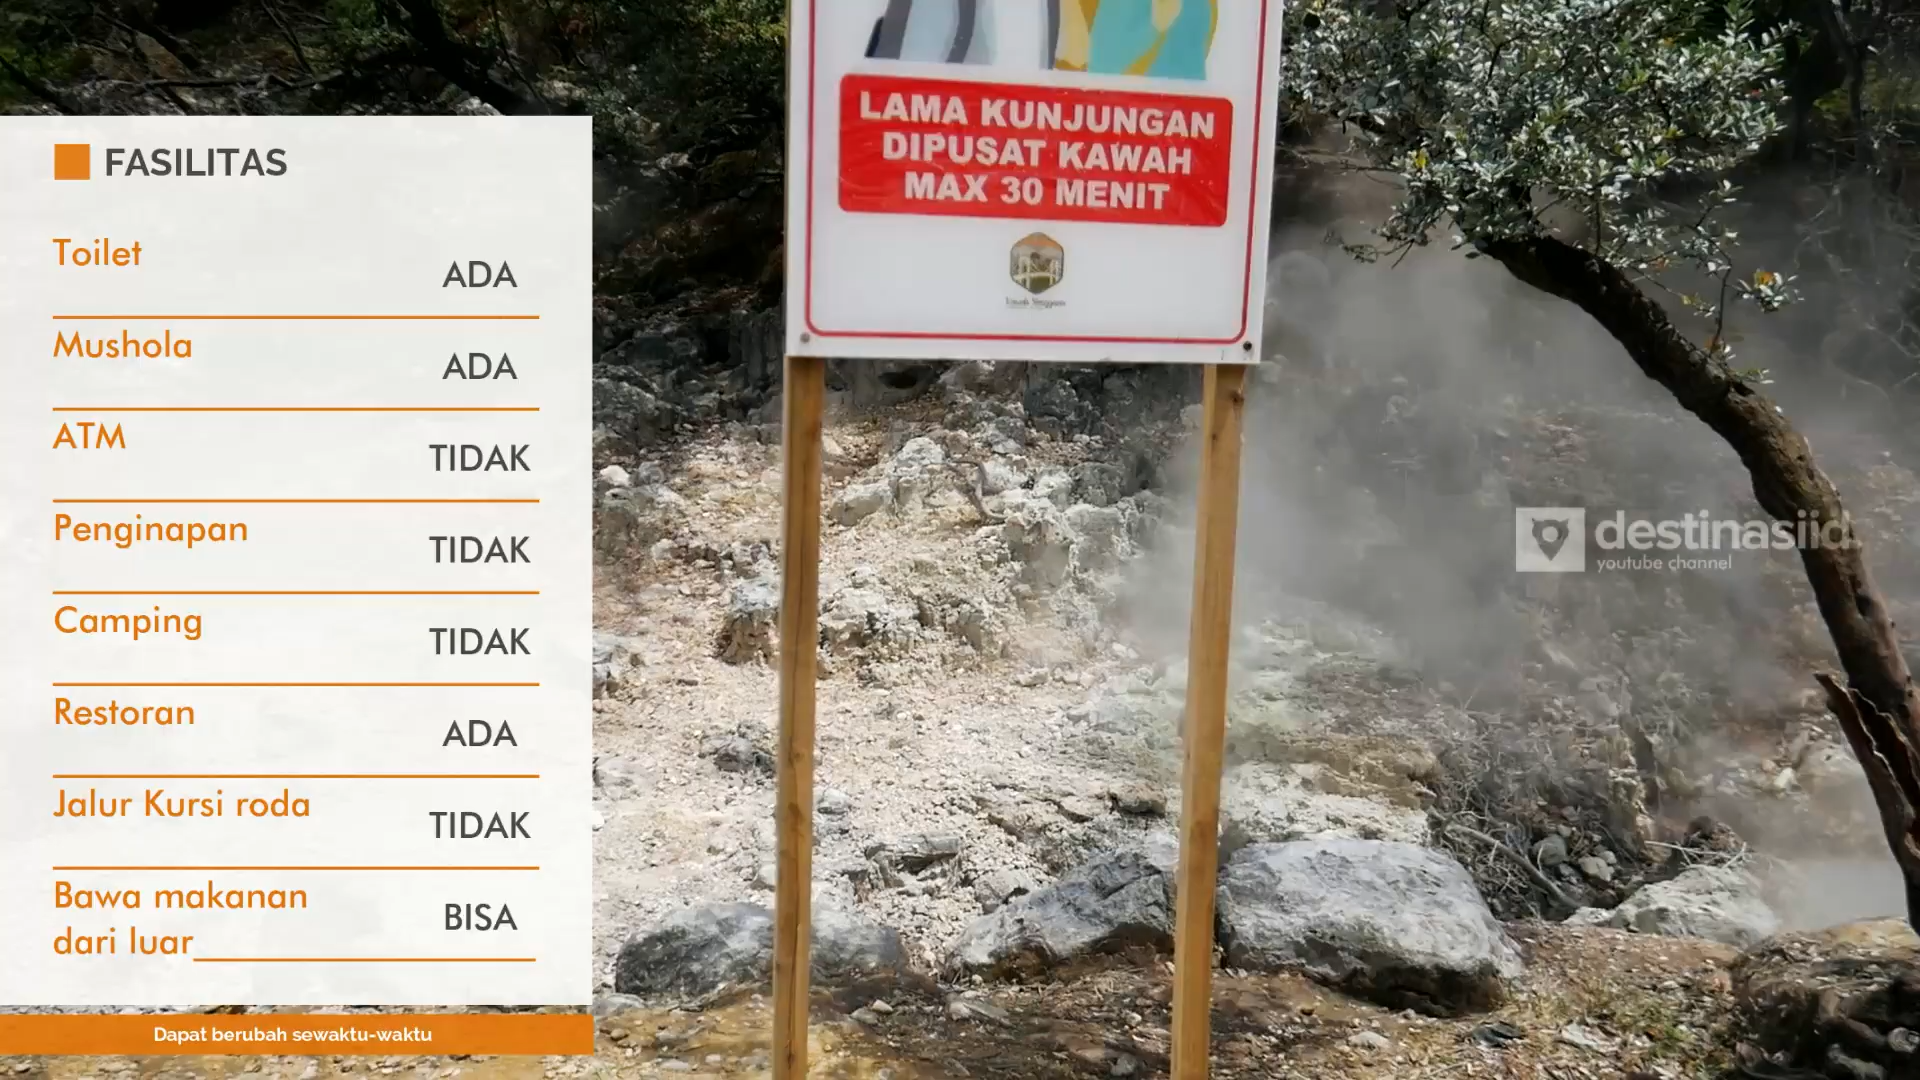 FASILITAS
Toilet
ADA
Mushola
ADA
ATM
TIDAK
Penginapan
TIDAK
Camping
TIDAK
Restoran
ADA
Jalur Kursi roda
TIDAK
Bawa makanan
dari luar
BISA
Dapat berubah sewaktu-waktu
LAMA KUNJUNGAN
DIPUSAT KAWAH
MAX 30 MENIT
destinasiid
youtube channel